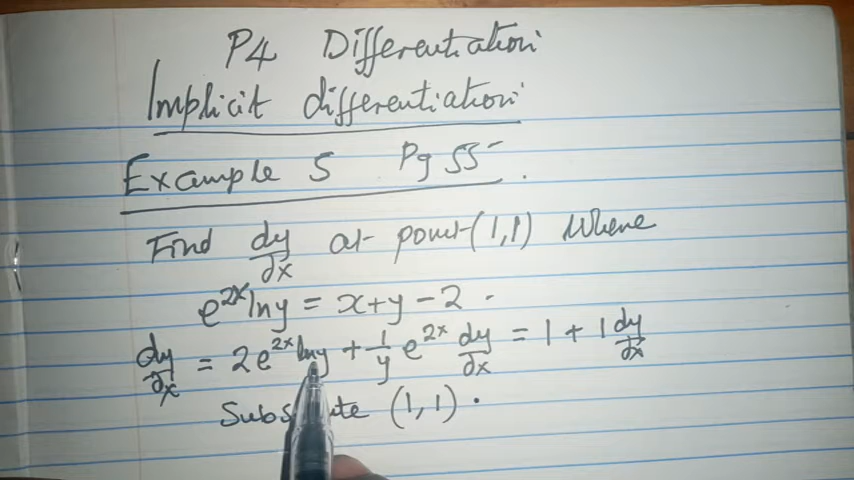 P4 Differentiation
Implicit differentiation
Example 5 Pg 55
Find dy/dx at point (1,1) Where
e^2x ln y = x+y-2
dy/dx = 2e^2x ln y + 1/y e^2x dy/dx = 1 + 1 dy/dx
(1,1).